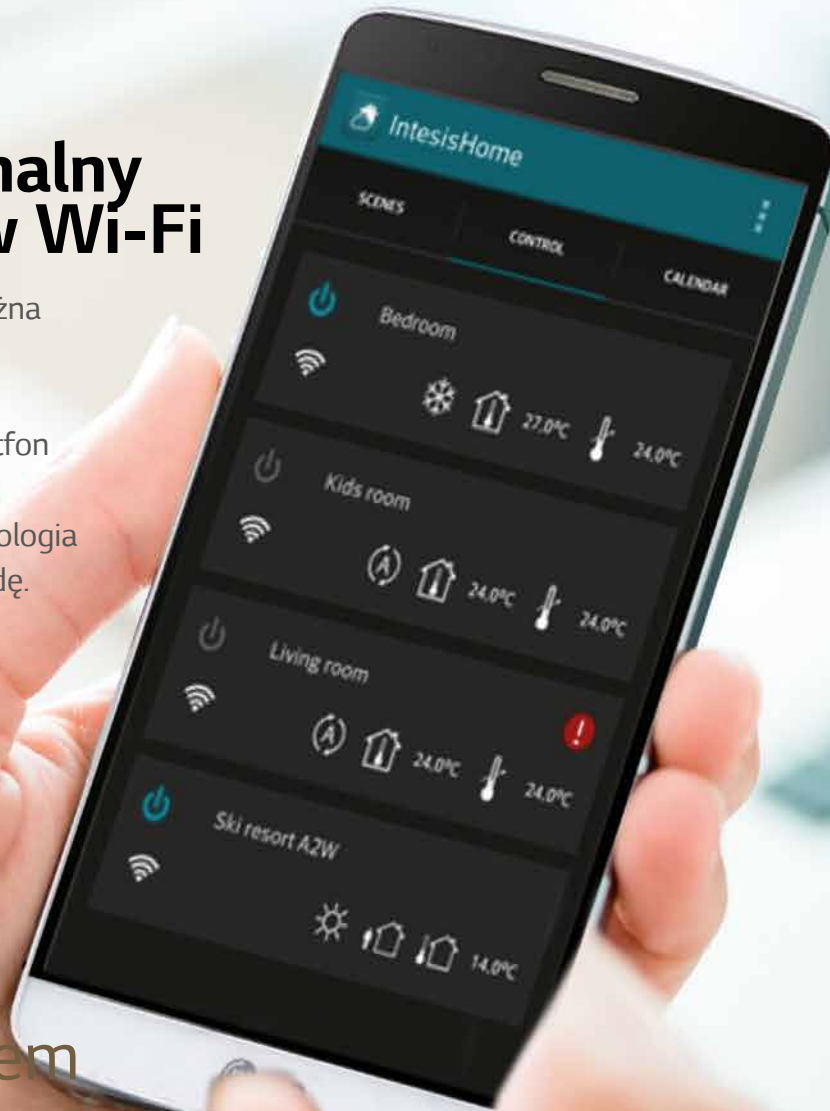 nalny
w Wi-Fi
żna
tfon
ologia
dę.
em
IntesisHome
SCENES CONTROL CALENDAR
Bedroom
27.0ºC 24.0ºC
Kids room
A 24.0ºC 24.0ºC
Living room
!
A 24.0ºC 24.0ºC
Ski resort A2W
14.0ºC